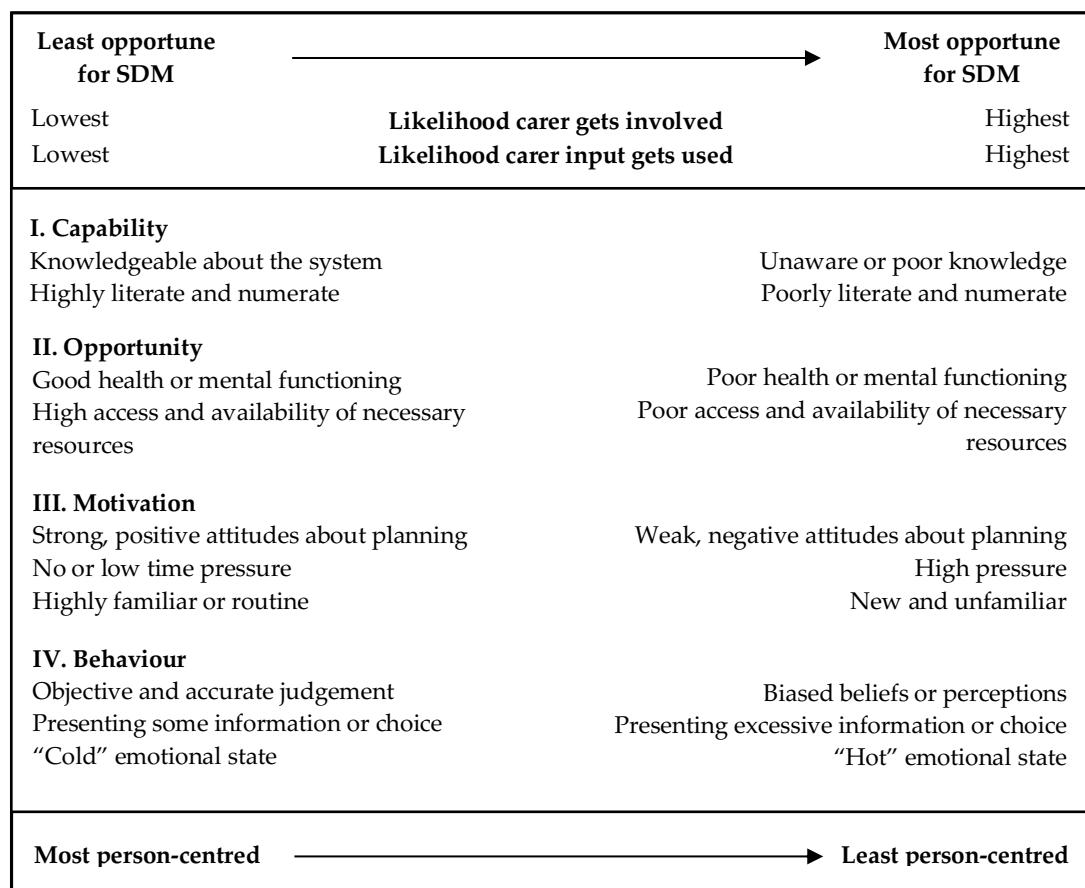 Least opportune
for SDM
Most opportune
for SDM
Lowest Likelihood carer gets involved Highest
Lowest Likelihood carer input gets used Highest
I. Capability
Knowledgeable about the system Unaware or poor knowledge
Highly literate and numerate Poorly literate and numerate
II. Opportunity
Good health or mental functioning Poor health or mental functioning
High access and availability of necessary
resources
Poor access and availability of necessary
resources
III. Motivation
Strong, positive attitudes about planning Weak, negative attitudes about planning
No or low time pressure High pressure
Highly familiar or routine New and unfamiliar
IV. Behaviour
Objective and accurate judgement Biased beliefs or perceptions
Presenting some information or choice Presenting excessive information or choice
“Cold” emotional state “Hot” emotional state
Most person-centred Least person-centred